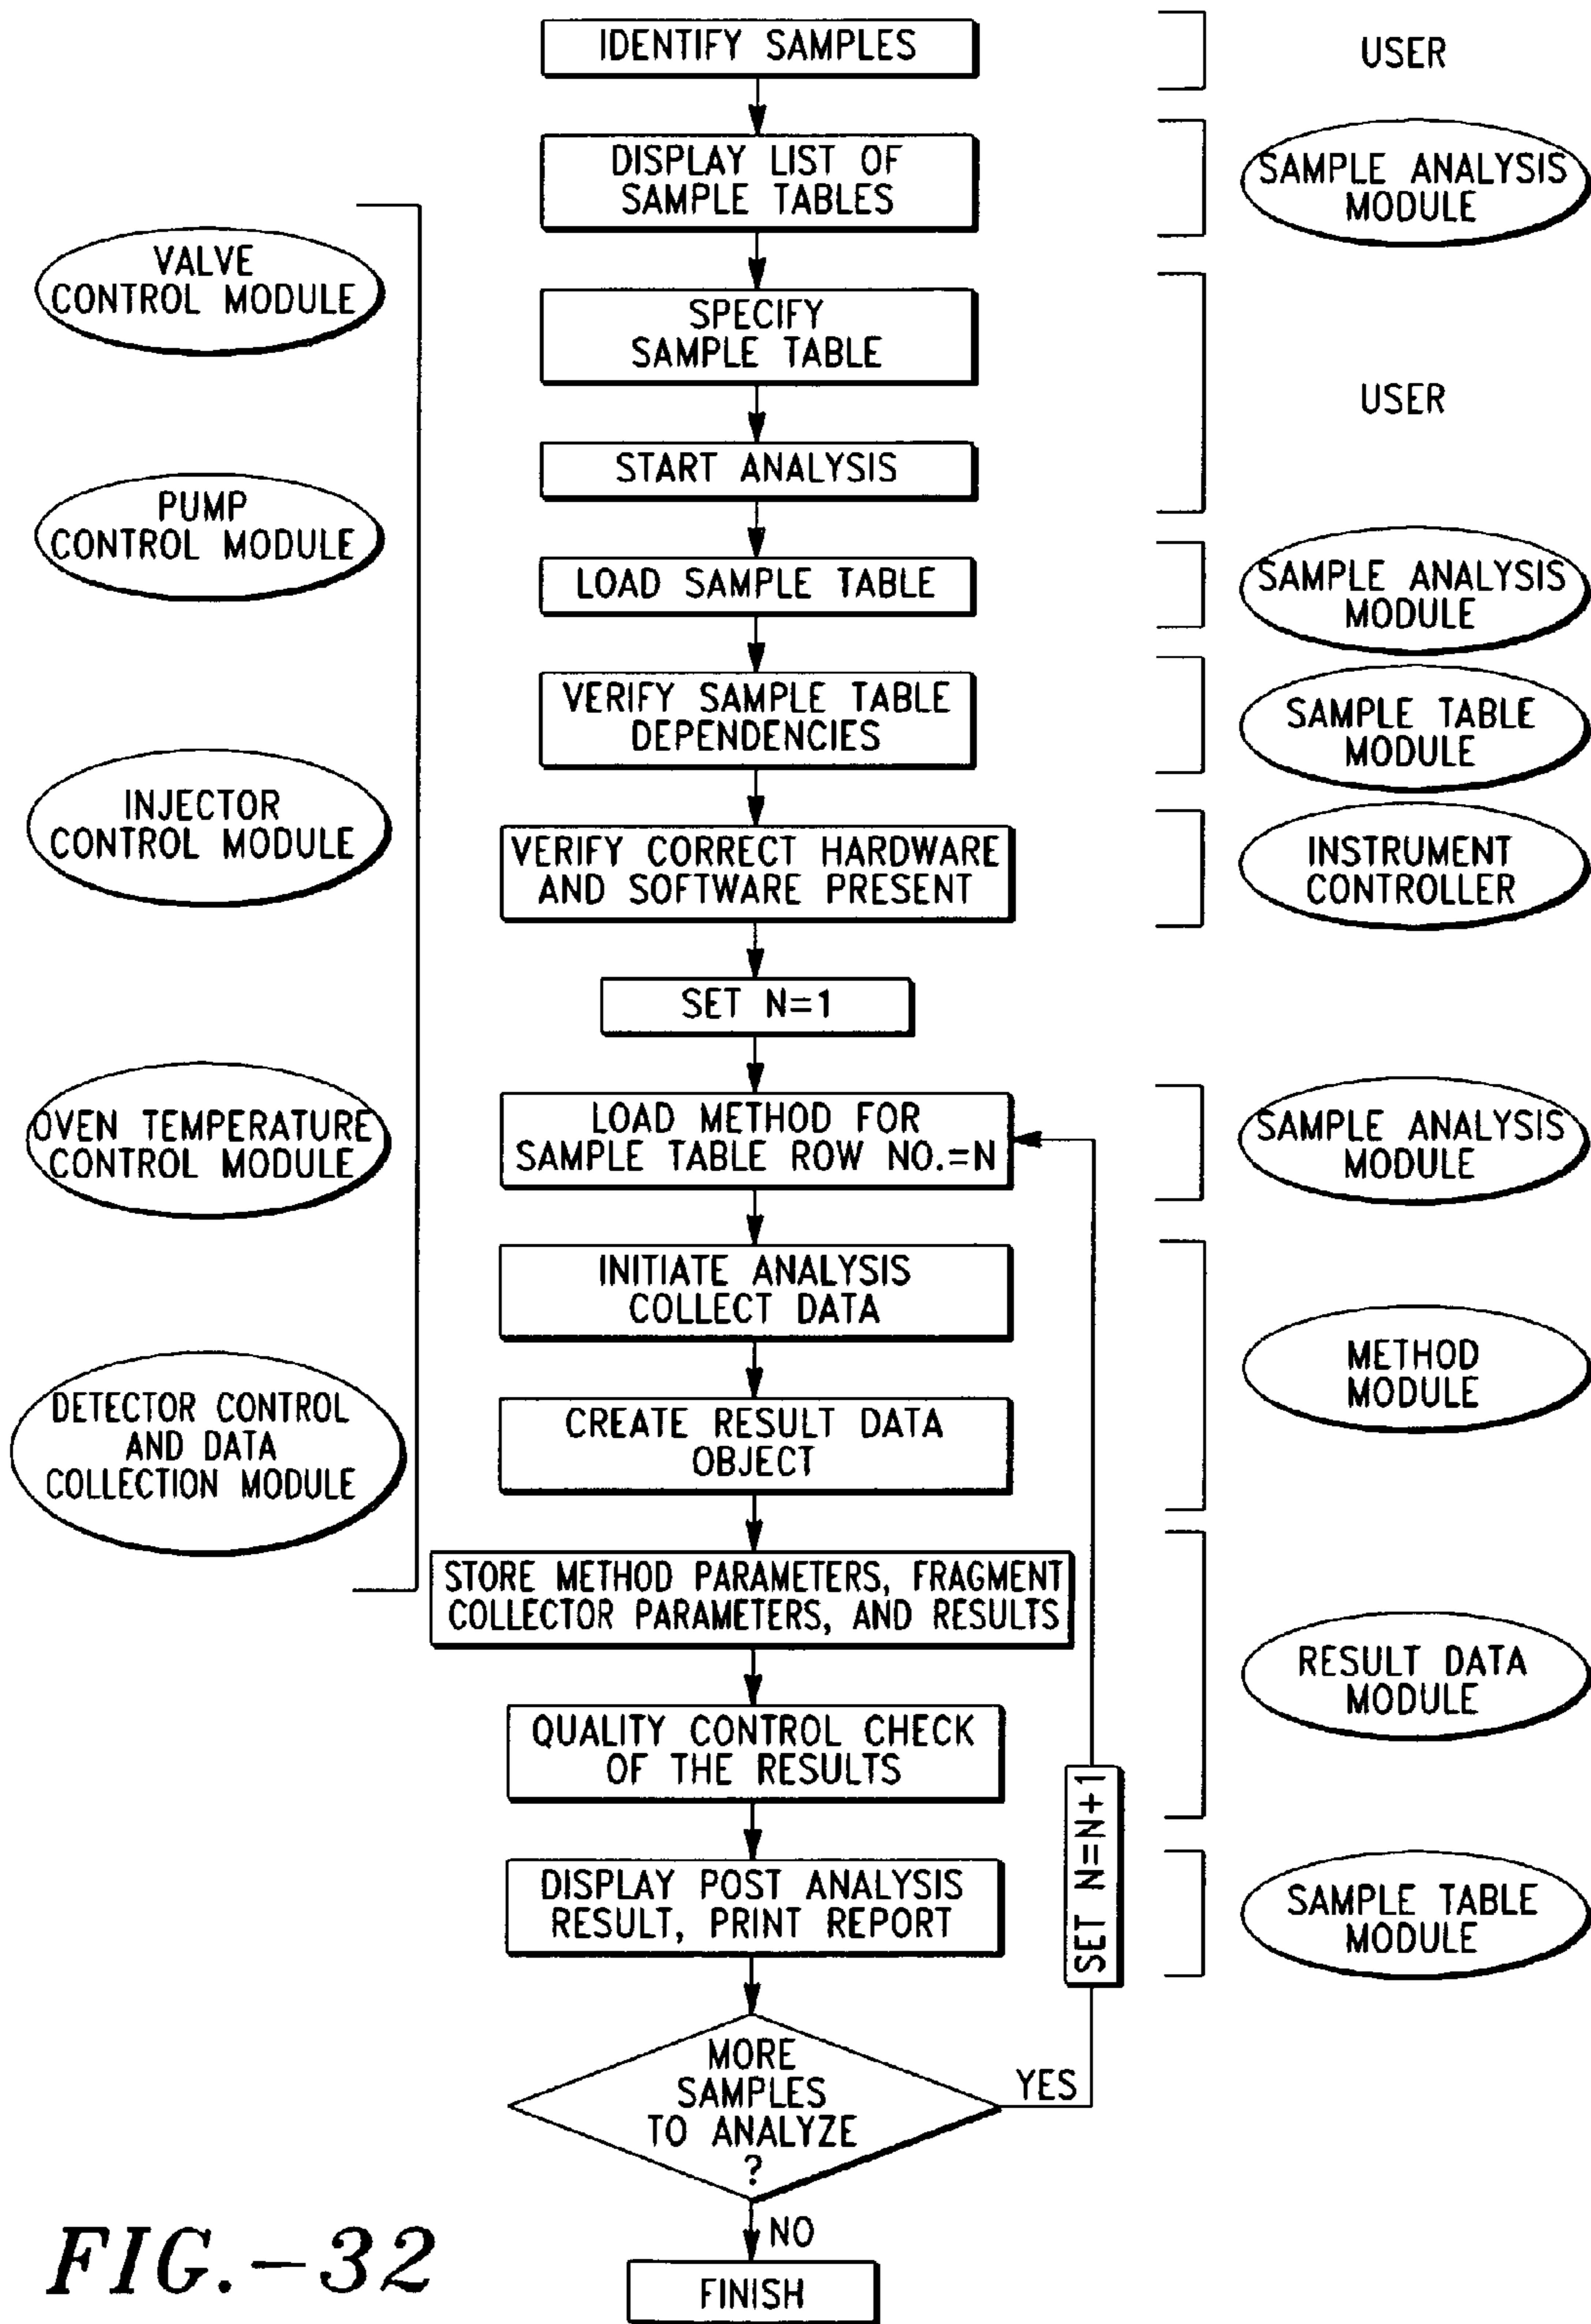 IDENTIFY SAMPLES
DISPLAY LIST OF
SAMPLE TABLES
SPECIFY
SAMPLE TABLE
START ANALYSIS
LOAD SAMPLE TABLE
VERIFY SAMPLE TABLE
DEPENDENCIES
VERIFY CORRECT HARDWARE
AND SOFTWARE PRESENT
SET N=1
LOAD METHOD FOR
SAMPLE TABLE ROW NO.=N
INITIATE ANALYSIS
COLLECT DATA
CREATE RESULT DATA
OBJECT
STORE METHOD PARAMETERS, FRAGMENT
COLLECTOR PARAMETERS, AND RESULTS
QUALITY CONTROL CHECK
OF THE RESULTS
DISPLAY POST ANALYSIS
RESULT, PRINT REPORT
MORE
SAMPLES
TO ANALYZE
?
YES
SET N=N+1
NO
FINISH
VALVE
CONTROL MODULE
PUMP
CONTROL MODULE
INJECTOR
CONTROL MODULE
OVEN TEMPERATURE
CONTROL MODULE
DETECTOR CONTROL
AND DATA
COLLECTION MODULE
USER
SAMPLE ANALYSIS
MODULE
USER
SAMPLE ANALYSIS
MODULE
SAMPLE TABLE
MODULE
INSTRUMENT
CONTROLLER
SAMPLE ANALYSIS
MODULE
METHOD
MODULE
RESULT DATA
MODULE
SAMPLE TABLE
MODULE
FIG.-32